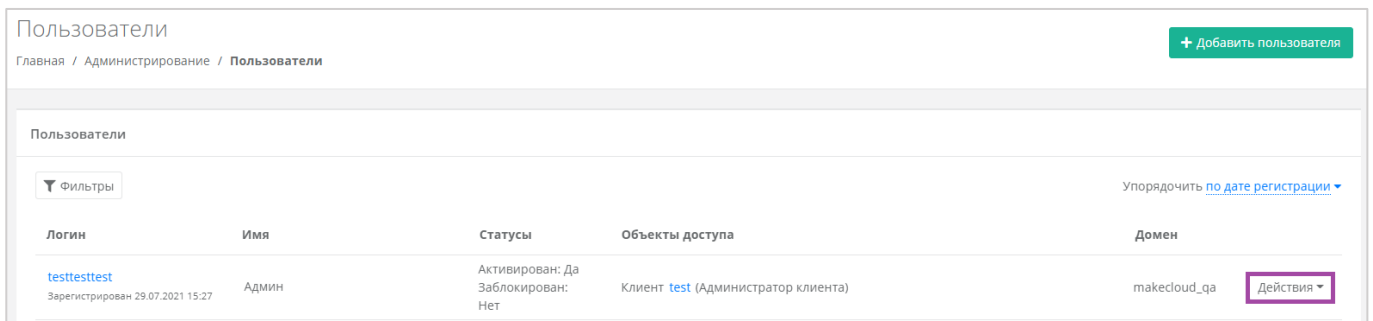 Пользователи
+ Добавить пользователя
Главная / Администрирование / Пользователи
Пользователи
Фильтры
Упорядочить по дате регистрации
Логин Имя Статусы Объекты доступа Домен
testtesttest
Зарегистрирован 29.07.2021 15:27
Админ
Активирован: Да
Заблокирован:
Нет
Клиент test (Администратор клиента)
makecloud_qa
Действия